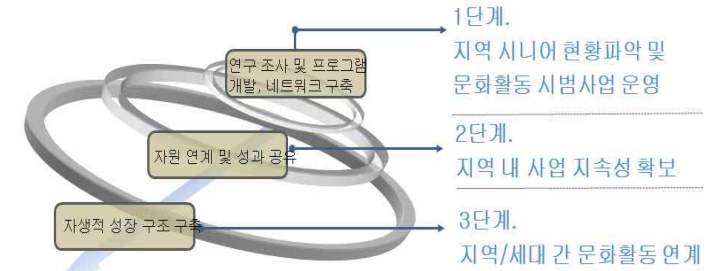 1단계.
지역 시니어 현황파악 및
문화활동 시범사업 운영
연구 조사 및 프로그램
개발, 네트워크 구축
2단계.
지역 내 사업 지속성 확보
자원 연계 및 성과 공유
3단계.
지역/세대 간 문화활동 연계
자생적 성장 구조 구축